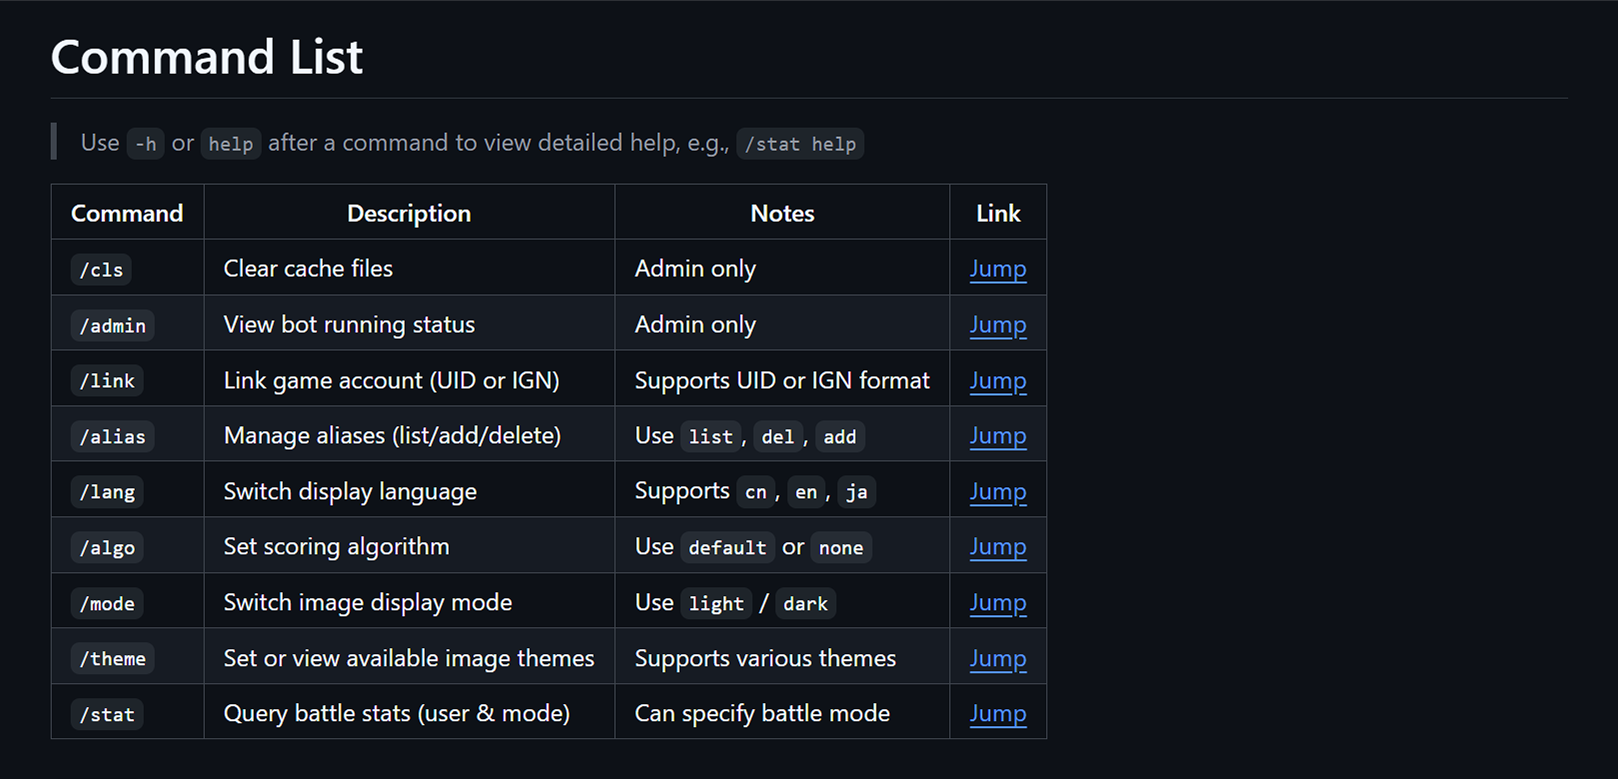 Command List
Use -h or help after a command to view detailed help, e.g., /stat help
Command Description Notes Link
/cls Clear cache files Admin only Jump
/admin View bot running status Admin only Jump
/link Link game account (UID or IGN) Supports UID or IGN format Jump
/alias Manage aliases (list/add/delete) Use list, del, add Jump
/lang Switch display language Supports cn, en, ja Jump
/algo Set scoring algorithm Use default or none Jump
/mode Switch image display mode Use light / dark Jump
/theme Set or view available image themes Supports various themes Jump
/stat Query battle stats (user & mode) Can specify battle mode Jump